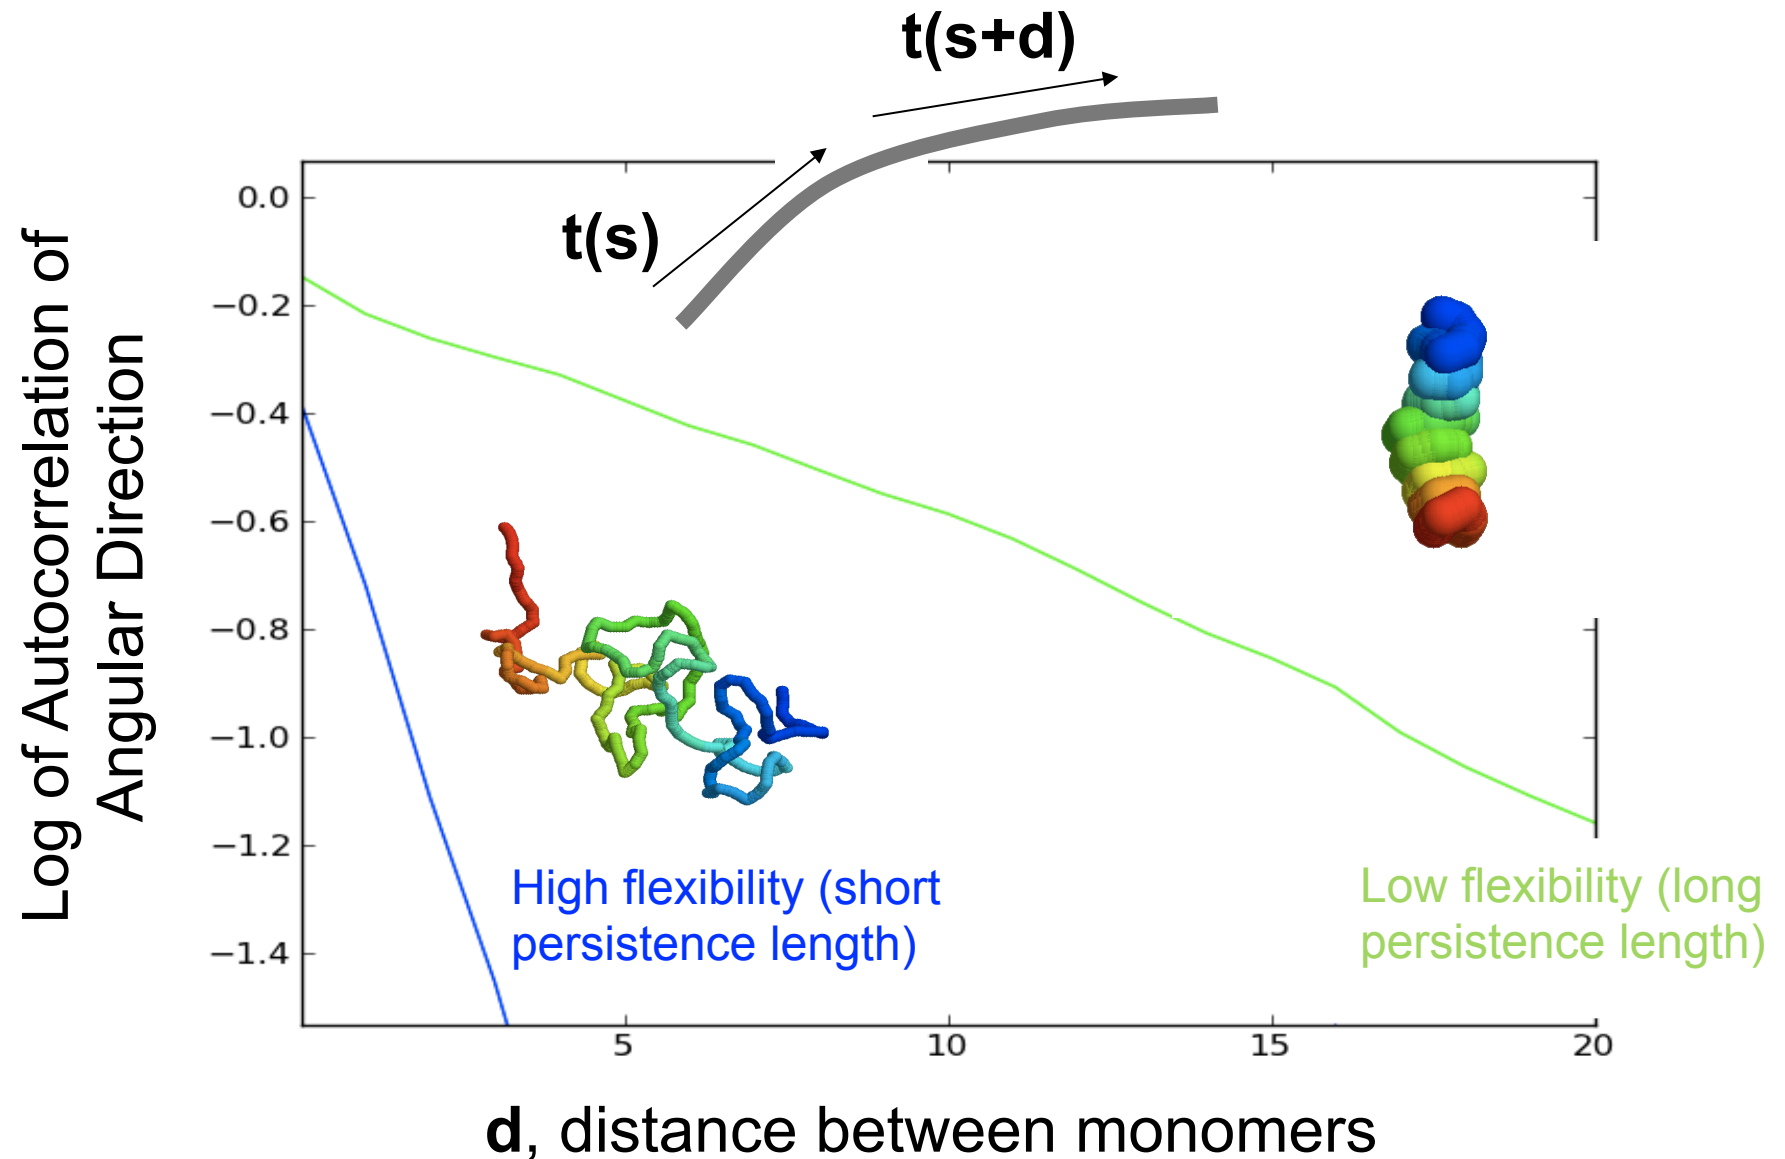 t(s+d)
t(s)
Log of Autocorrelation of
Angular Direction
0.0
−0.2
−0.4
−0.6
−0.8
−1.0
−1.2
−1.4
High flexibility (short
persistence length)
Low flexibility (long
persistence length)
5
10
15
20
d, distance between monomers